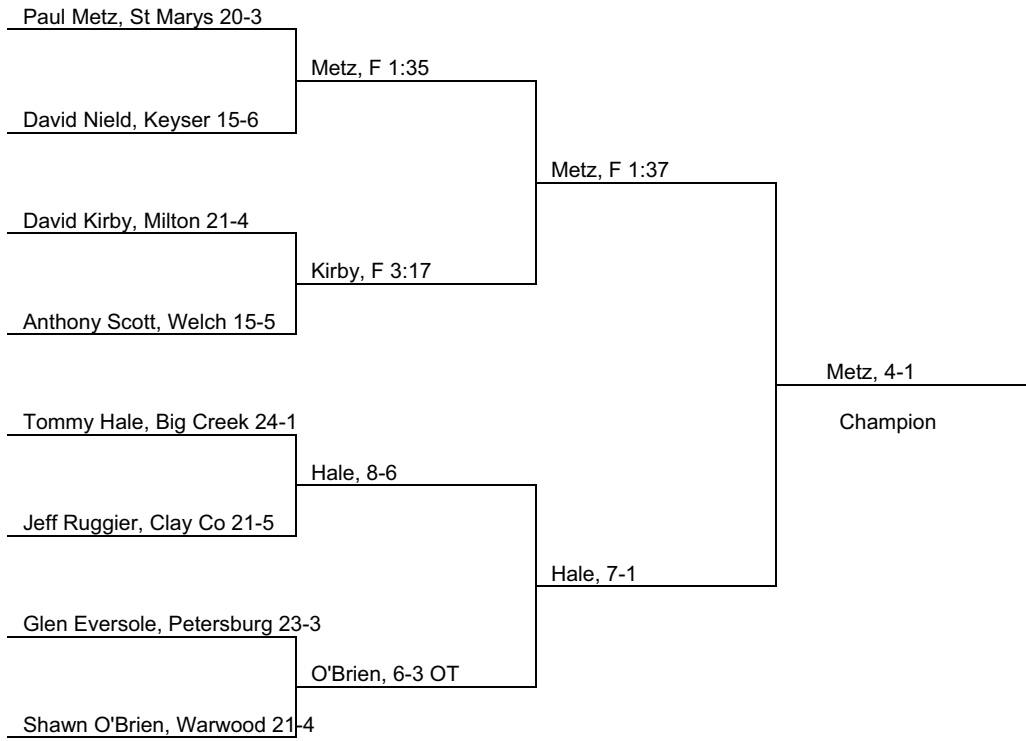 Paul Metz, St Marys 20-3
Metz, F 1:35
David Nield, Keyser 15-6
Metz, F 1:37
David Kirby, Milton 21-4
Kirby, F 3:17
Anthony Scott, Welch 15-5
Metz, 4-1
Champion
Tommy Hale, Big Creek 24-1
Hale, 8-6
Jeff Ruggier, Clay Co 21-5
Hale, 7-1
Glen Eversole, Petersburg 23-3
O'Brien, 6-3 OT
Shawn O'Brien, Warwood 21-4